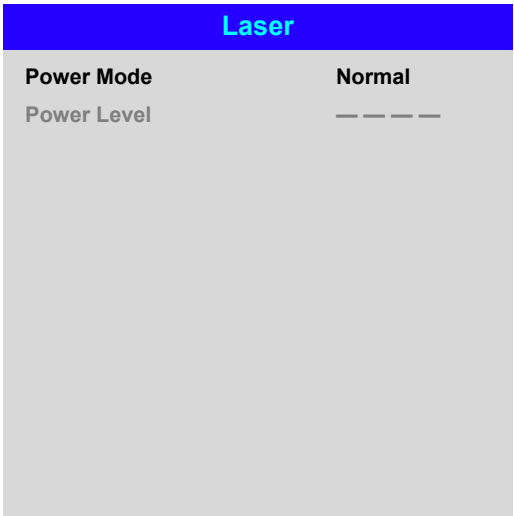 Laser
Power Mode Normal
Power Level — — — —